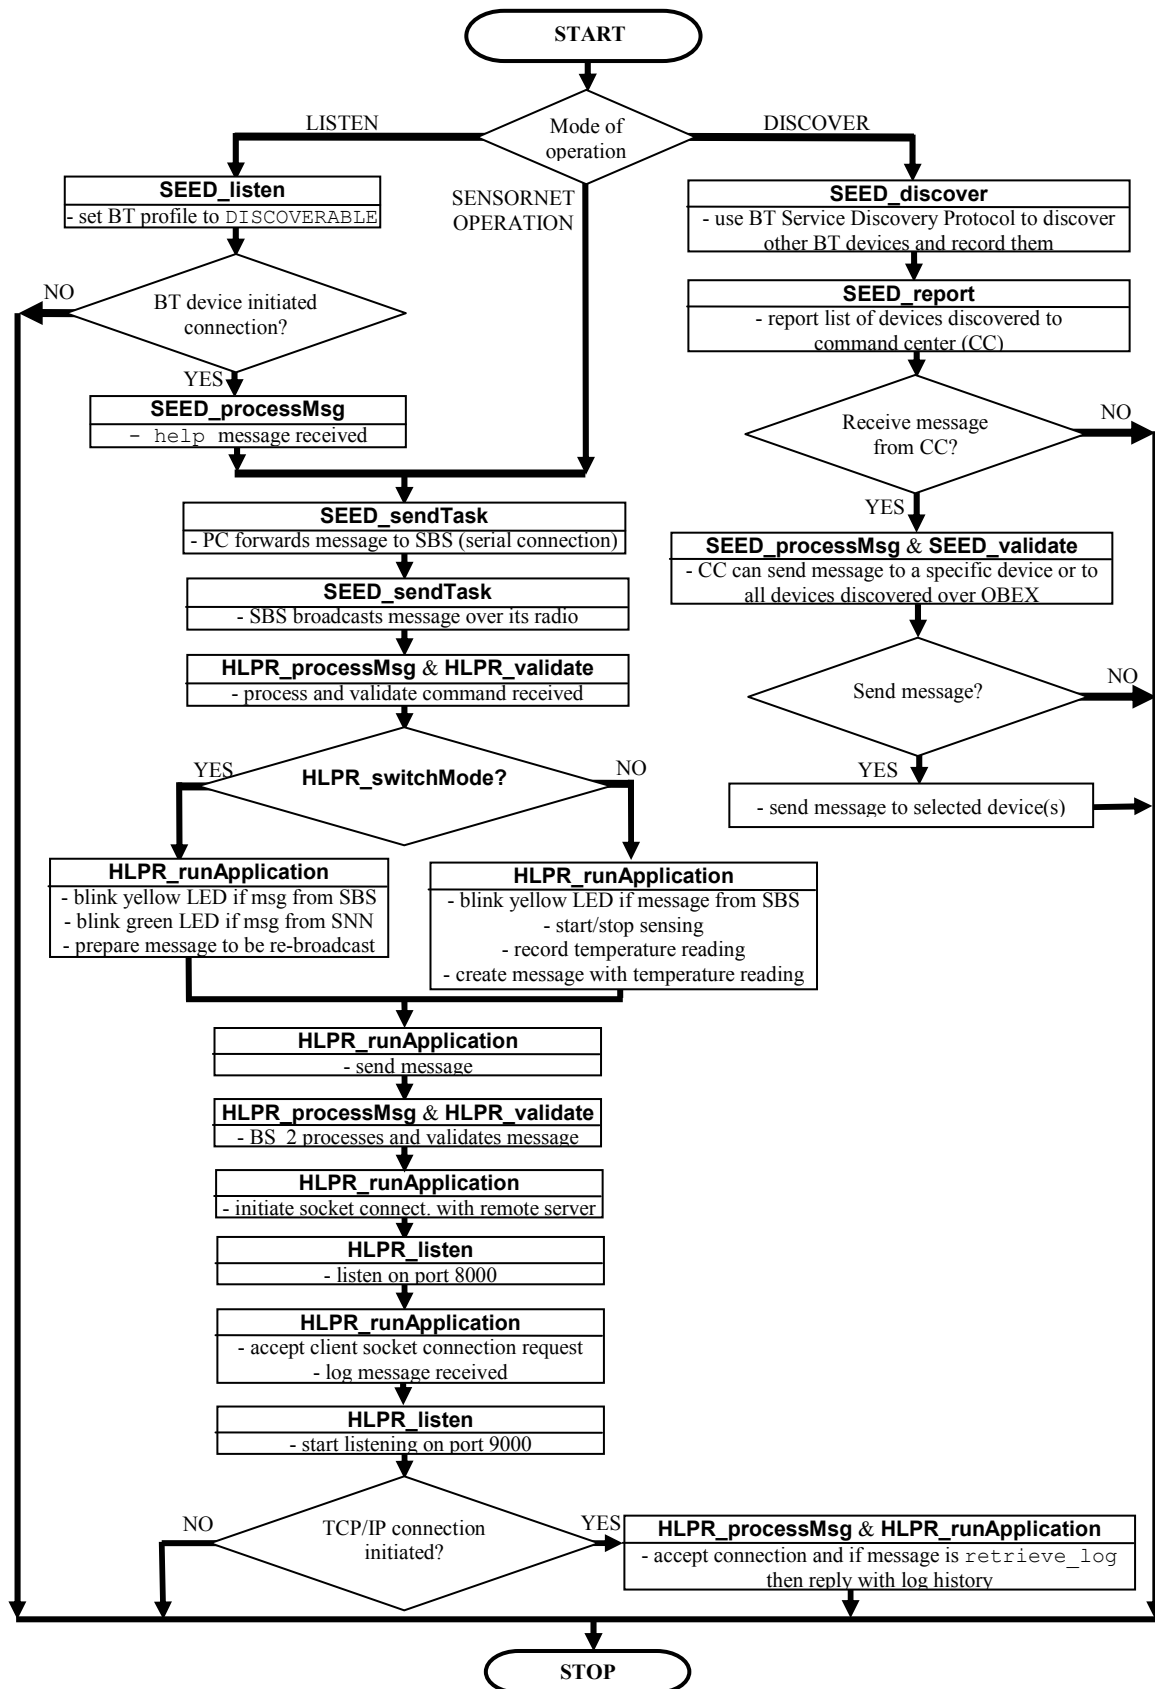 START
Mode of
operation
LISTEN
DISCOVER
SENSORNET
OPERATION
SEED_listen
- set BT profile to DISCOVERABLE
BT device initiated
connection?
NO
YES
SEED_processMsg
- help message received
SEED_discover
- use BT Service Discovery Protocol to discover
other BT devices and record them
SEED_report
- report list of devices discovered to
command center (CC)
Receive message
from CC?
NO
YES
SEED_processMsg & SEED_validate
- CC can send message to a specific device or to
all devices discovered over OBEX
Send message?
NO
YES
- send message to selected device(s)
SEED_sendTask
- PC forwards message to SBS (serial connection)
SEED_sendTask
- SBS broadcasts message over its radio
HLPR_processMsg & HLPR_validate
- process and validate command received
HLPR_switchMode?
YES
NO
HLPR_runApplication
- blink yellow LED if msg from SBS
- blink green LED if msg from SNN
- prepare message to be re-broadcast
HLPR_runApplication
- blink yellow LED if message from SBS
- start/stop sensing
- record temperature reading
- create message with temperature reading
HLPR_runApplication
- send message
HLPR_processMsg & HLPR_validate
- BS_2 processes and validates message
HLPR_runApplication
- initiate socket connect. with remote server
HLPR_listen
- listen on port 8000
HLPR_runApplication
- accept client socket connection request
- log message received
HLPR_listen
- start listening on port 9000
TCP/IP connection
initiated?
NO
YES
HLPR_processMsg & HLPR_runApplication
- accept connection and if message is retrieve_log
then reply with log history
STOP